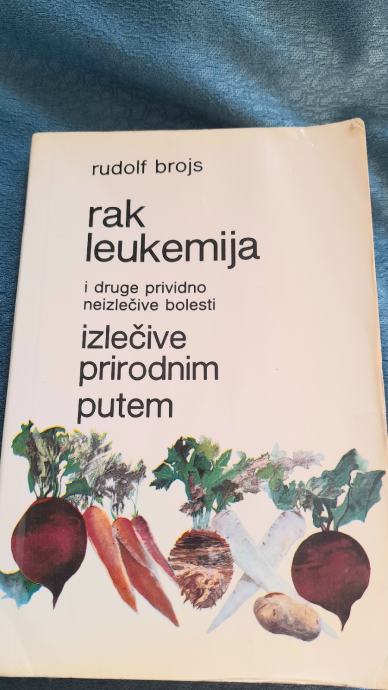 rudolf brojs
rak
leukemija
i druge prividno
neizlečive bolesti
izlečive
prirodnim
putem